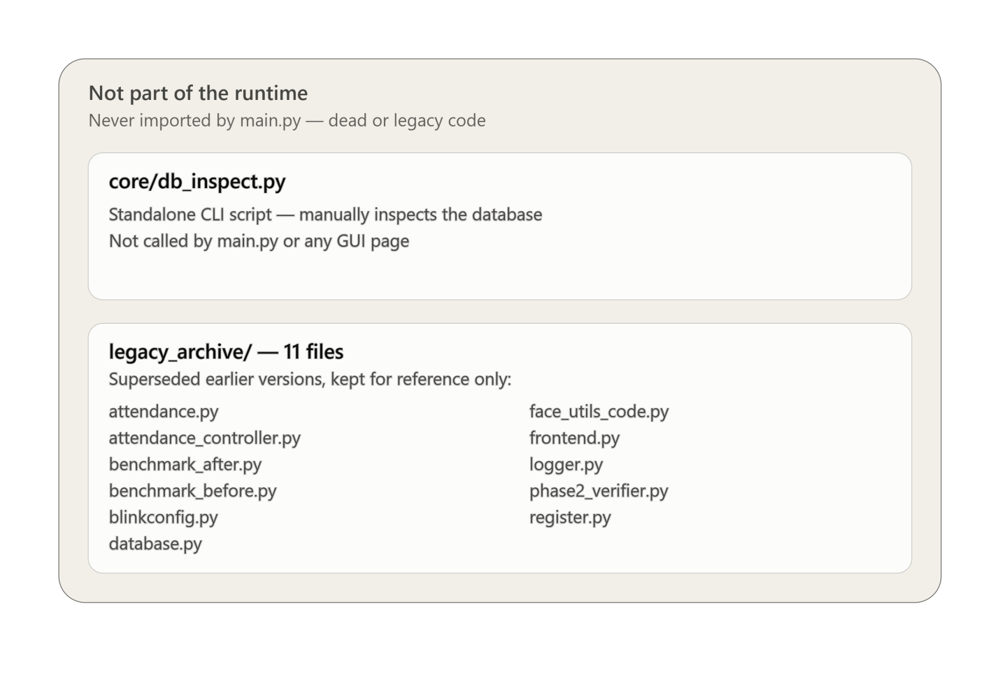 Not part of the runtime
Never imported by main.py — dead or legacy code
core/db_inspect.py
Standalone CLI script — manually inspects the database
Not called by main.py or any GUI page
legacy_archive/ — 11 files
Superseded earlier versions, kept for reference only:
attendance.py
attendance_controller.py
benchmark_after.py
benchmark_before.py
blinkconfig.py
database.py
face_utils_code.py
frontend.py
logger.py
phase2_verifier.py
register.py